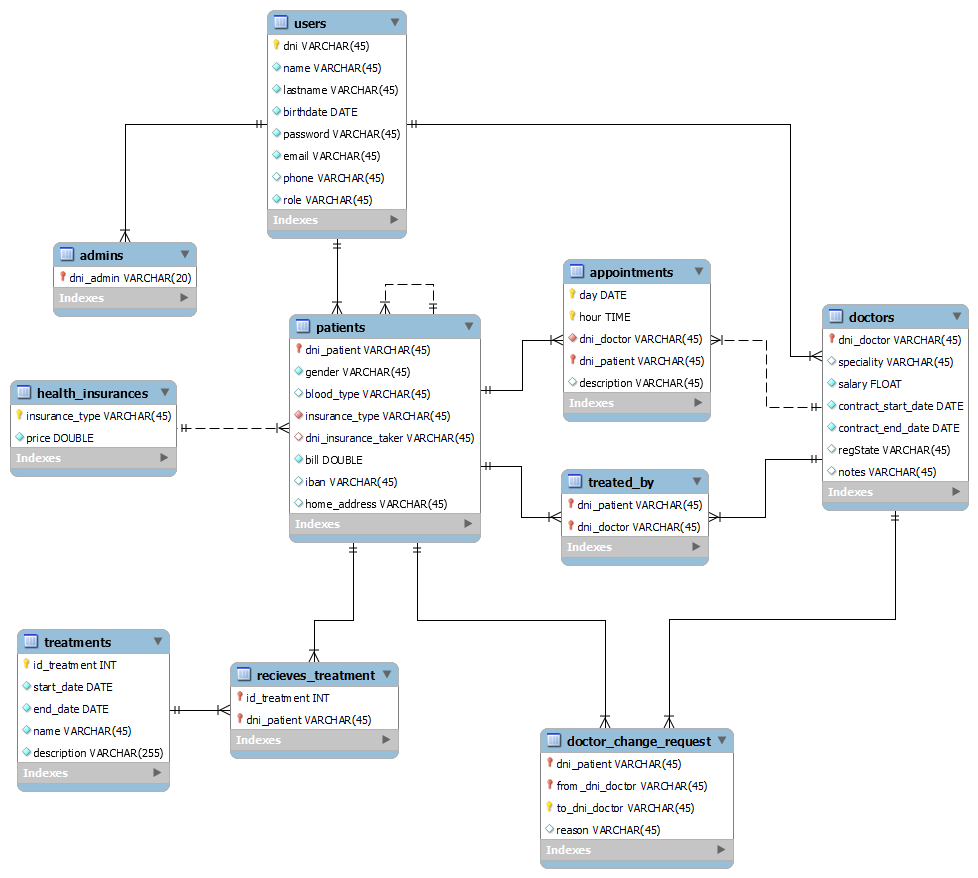 users
dni VARCHAR(45)
name VARCHAR(45)
lastname VARCHAR(45)
birthdate DATE
password VARCHAR(45)
email VARCHAR(45)
phone VARCHAR(45)
role VARCHAR(45)
Indexes
admins
dni_admin VARCHAR(20)
Indexes
patients
dni_patient VARCHAR(45)
gender VARCHAR(45)
blood_type VARCHAR(45)
insurance_type VARCHAR(45)
dni_insurance_taker VARCHAR(45)
bill DOUBLE
iban VARCHAR(45)
home_address VARCHAR(45)
Indexes
appointments
day DATE
hour TIME
dni_doctor VARCHAR(45)
dni_patient VARCHAR(45)
description VARCHAR(45)
Indexes
doctors
dni_doctor VARCHAR(45)
speciality VARCHAR(45)
salary FLOAT
contract_start_date DATE
contract_end_date DATE
regState VARCHAR(45)
notes VARCHAR(45)
Indexes
health_insurances
insurance_type VARCHAR(45)
price DOUBLE
Indexes
treated_by
dni_patient VARCHAR(45)
dni_doctor VARCHAR(45)
Indexes
treatments
id_treatment INT
start_date DATE
end_date DATE
name VARCHAR(45)
description VARCHAR(255)
Indexes
recieves_treatment
id_treatment INT
dni_patient VARCHAR(45)
Indexes
doctor_change_request
dni_patient VARCHAR(45)
from_dni_doctor VARCHAR(45)
to_dni_doctor VARCHAR(45)
reason VARCHAR(45)
Indexes